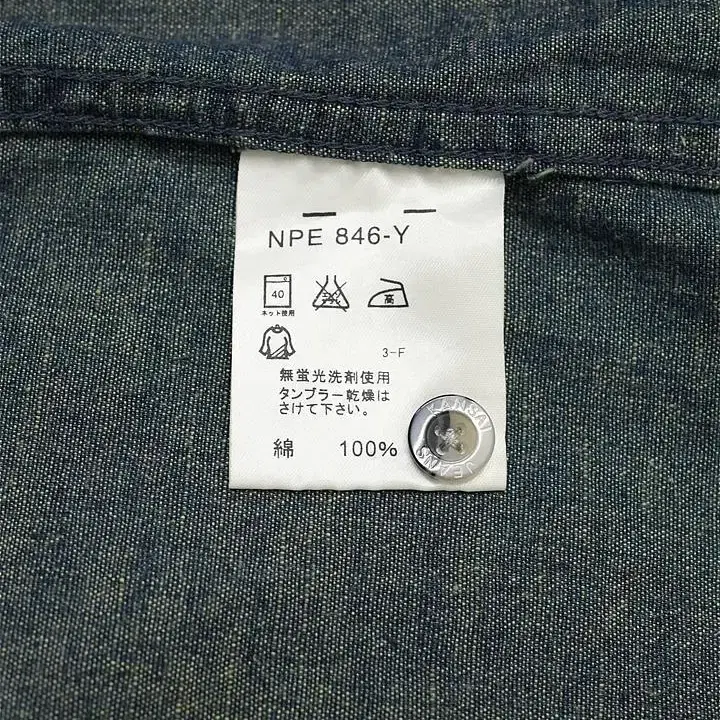 NPE 846-Y
40
ネット使用
高
3-F
無蛍光洗剤使用
タンブラー乾燥は
さけて下さい。
綿 100%
KANSAI
JEANS